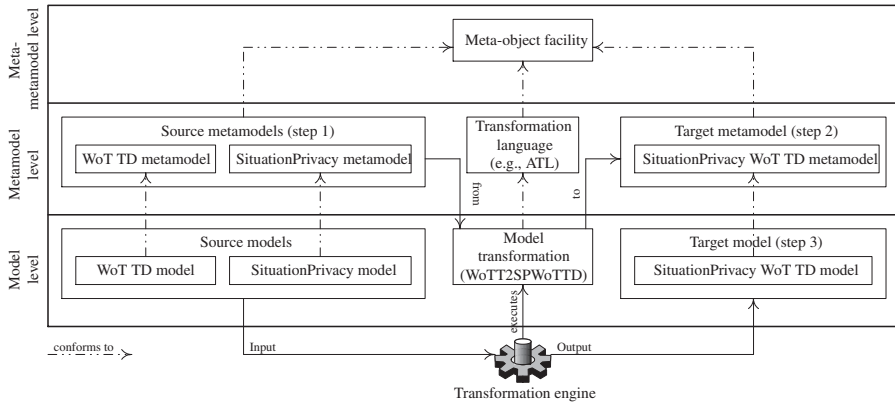 Meta-
metamodel level
Meta-object facility
Metamodel
level
Source metamodels (step 1)
WoT TD metamodel
SituationPrivacy metamodel
Transformation
language
(e.g., ATL)
Target metamodel (step 2)
SituationPrivacy WoT TD metamodel
from
to
Model
level
Source models
WoT TD model
SituationPrivacy model
Model
transformation
(WoTT2SPWoTTD)
Target model (step 3)
SituationPrivacy WoT TD model
executes
conforms to
Input
Output
Transformation engine